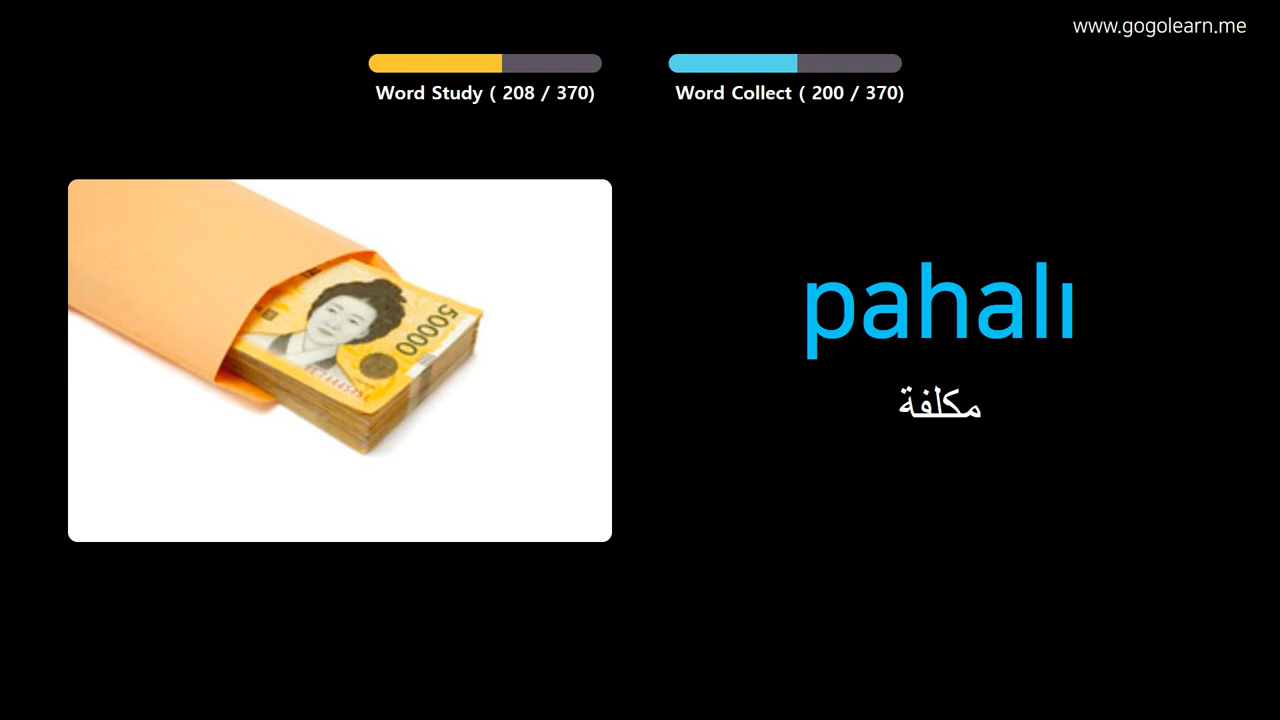 www.gogolearn.me
Word Study ( 208 / 370)
Word Collect ( 200 / 370)
50000
pahalı
مكلفة